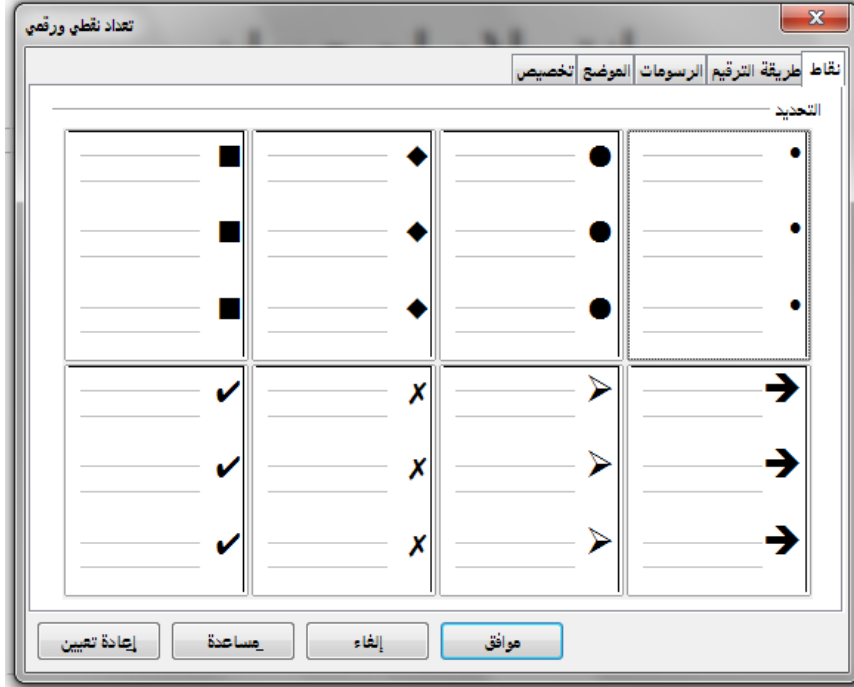 تعداد نقطي ورقمي
نقاط طريقة الترقيم الرسومات الموضع تخصيص
التحديد
موافق إلغاء مساعدة إعادة تعيين